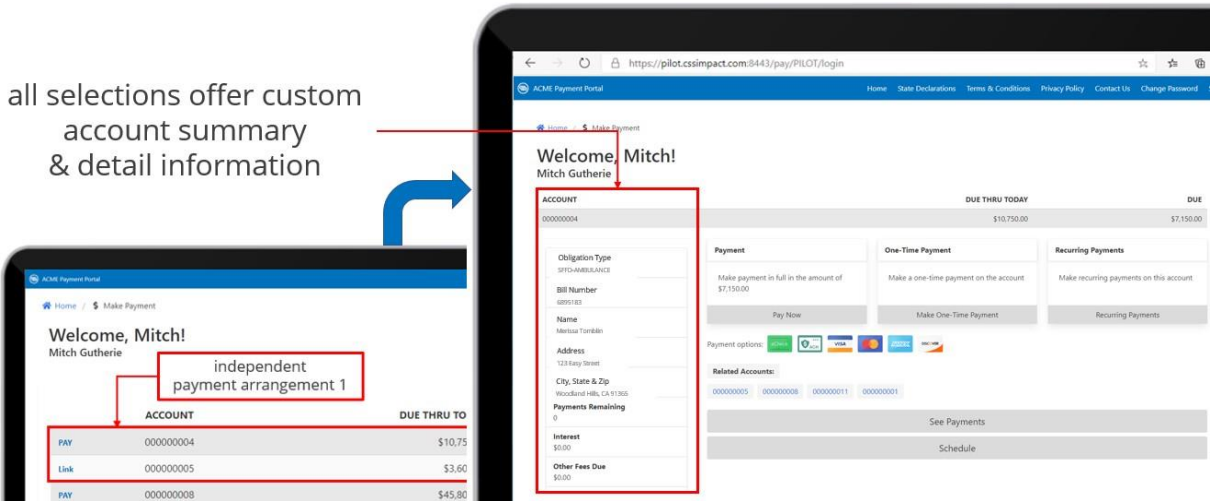 all selections offer custom
account summary
& detail information
ACME Payment Portal
Home / $ Make Payment
Welcome, Mitch!
Mitch Gutherie
independent
payment arrangement 1
ACCOUNT DUE THRU TO
PAY 000000004 $10,75
Link 000000005 $3,60
PAY 000000008 $45,80
https://pilot.cssimpact.com:8443/pay/PILOT/login
ACME Payment Portal Home State Declarations Terms & Conditions Privacy Policy Contact Us Change Password
Home / $ Make Payment
Welcome, Mitch!
Mitch Gutherie
ACCOUNT DUE THRU TODAY DUE
000000004 $10,750.00 $7,150.00
Obligation Type
SFFD-AMBULANCE
Bill Number
6895183
Name
Merissa Tomblin
Address
123 Easy Street
City, State & Zip
Woodland Hills, CA 91365
Payments Remaining
0
Interest
$0.00
Other Fees Due
$0.00
Payment
Make payment in full in the amount of
$7,150.00
Pay Now
One-Time Payment
Make a one-time payment on the account
Make One-Time Payment
Recurring Payments
Make recurring payments on this account
Recurring Payments
Payment options: ACH VISA
Related Accounts:
000000005 000000008 000000011 000000001
See Payments
Schedule